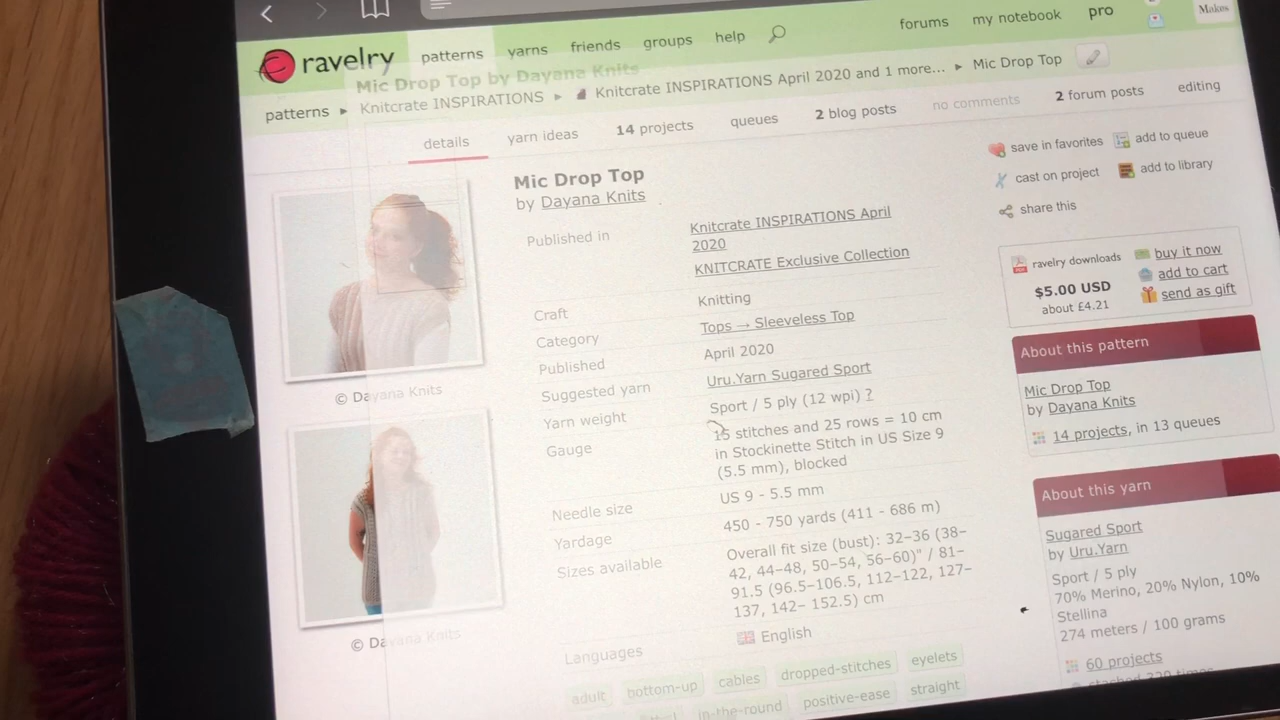 ravelry patterns yarns friends groups help
forums my notebook pro
Makes
Mic Drop Top by Dayana Knits
patterns ▸ Knitcrate INSPIRATIONS ▸ Knitcrate INSPIRATIONS April 2020 and 1 more... ▸ Mic Drop Top
details yarn ideas 14 projects queues 2 blog posts no comments 2 forum posts editing
Mic Drop Top
by Dayana Knits
Published in Knitcrate INSPIRATIONS April
2020
KNITCRATE Exclusive Collection
Craft Knitting
Category Tops → Sleeveless Top
Published April 2020
Suggested yarn Uru.Yarn Sugared Sport
Yarn weight Sport / 5 ply (12 wpi) ?
Gauge 15 stitches and 25 rows = 10 cm
in Stockinette Stitch in US Size 9
(5.5 mm), blocked
Needle size US 9 - 5.5 mm
Yardage 450 - 750 yards (411 - 686 m)
Sizes available Overall fit size (bust): 32–36 (38–
42, 44–48, 50–54, 56–60)" / 81–
91.5 (96.5–106.5, 112–122, 127–
137, 142– 152.5) cm
Languages English
adult bottom-up cables dropped-stitches eyelets
in-the-round positive-ease straight
© Dayana Knits
© Dayana Knits
save in favorites add to queue
cast on project add to library
share this
ravelry downloads
$5.00 USD
about £4.21
buy it now
add to cart
send as gift
About this pattern
Mic Drop Top
by Dayana Knits
14 projects, in 13 queues
About this yarn
Sugared Sport
by Uru.Yarn
Sport / 5 ply
70% Merino, 20% Nylon, 10%
Stellina
274 meters / 100 grams
60 projects
stashed 220 times